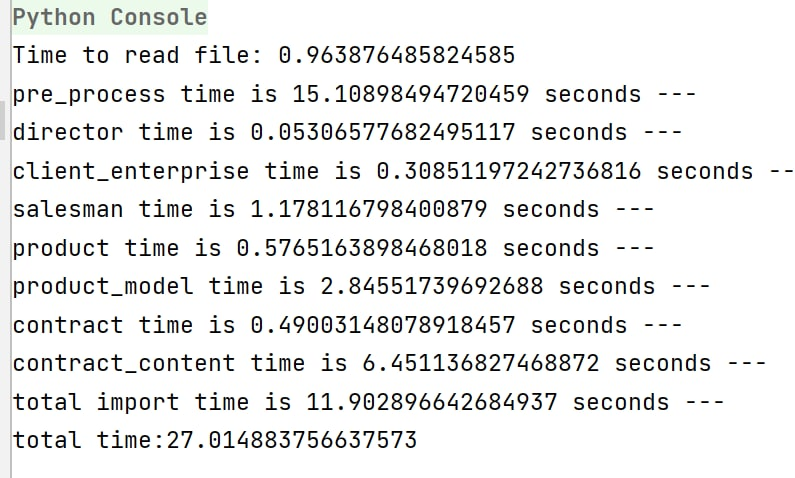 Python Console
Time to read file: 0.963876485824585
pre_process time is 15.10898494720459 seconds ---
director time is 0.05306577682495117 seconds ---
client_enterprise time is 0.30851197242736816 seconds --
salesman time is 1.178116798400879 seconds ---
product time is 0.5765163898468018 seconds ---
product_model time is 2.84551739692688 seconds ---
contract time is 0.49003148078918457 seconds ---
contract_content time is 6.451136827468872 seconds ---
total import time is 11.902896642684937 seconds ---
total time:27.014883756637573